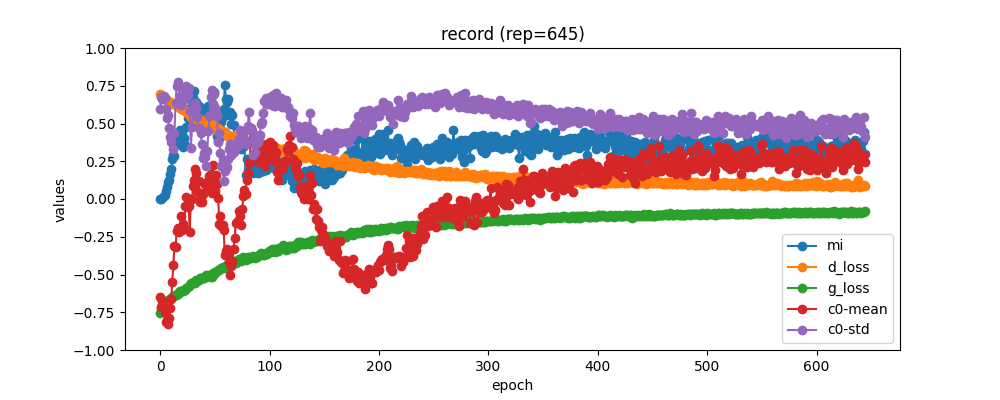 record (rep=645)
1.00
0.75
0.50
0.25
0.00
−0.25
−0.50
−0.75
−1.00
values
0
100
200
300
400
500
600
epoch
mi
d_loss
g_loss
c0-mean
c0-std